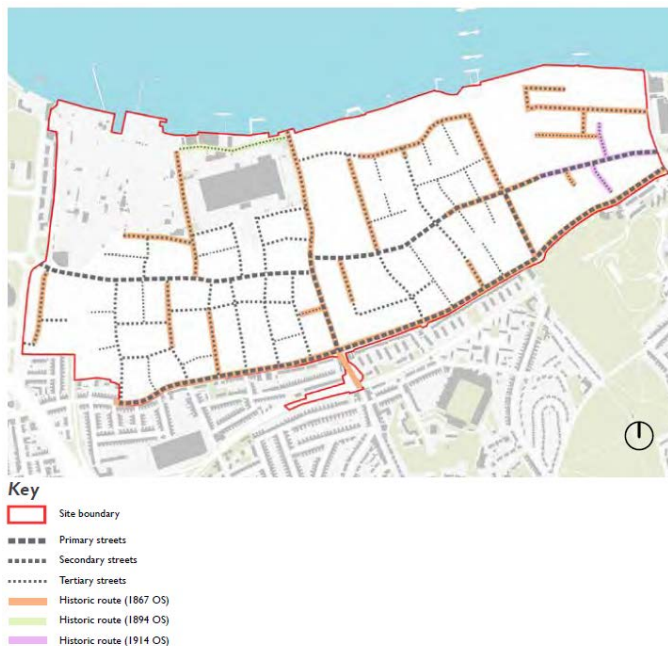 Key
Site boundary
Primary streets
Secondary streets
Tertiary streets
Historic route (1867 OS)
Historic route (1894 OS)
Historic route (1914 OS)